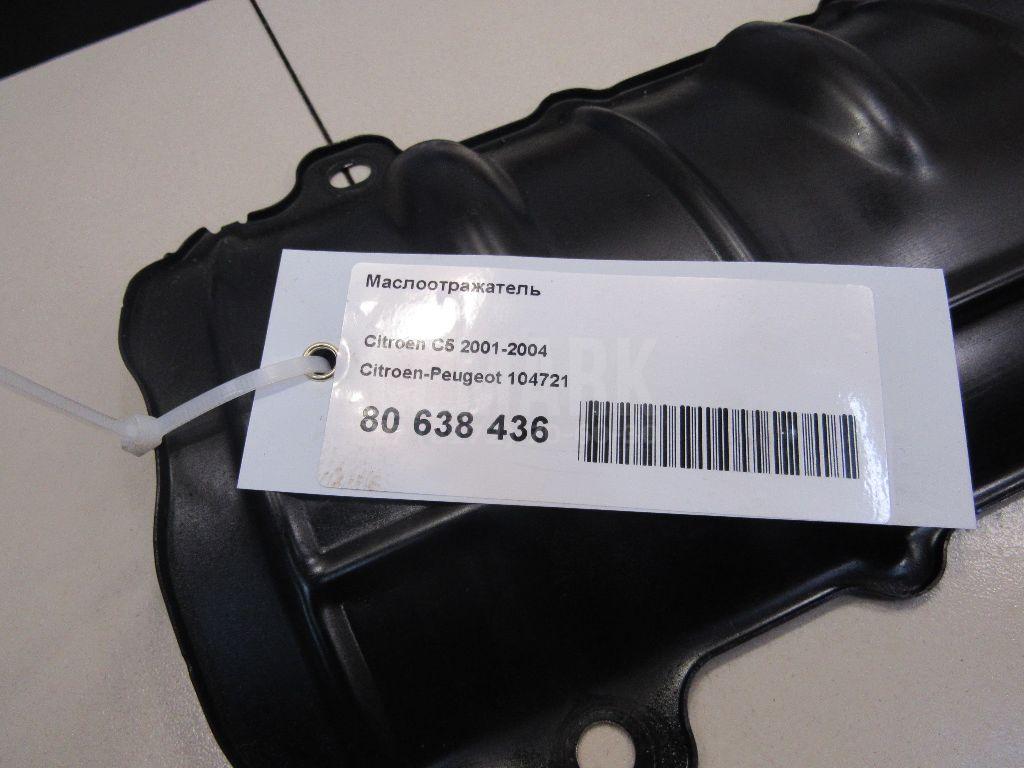 Маслоотражатель
Citroen C5 2001-2004
Citroen-Peugeot 104721
80 638 436